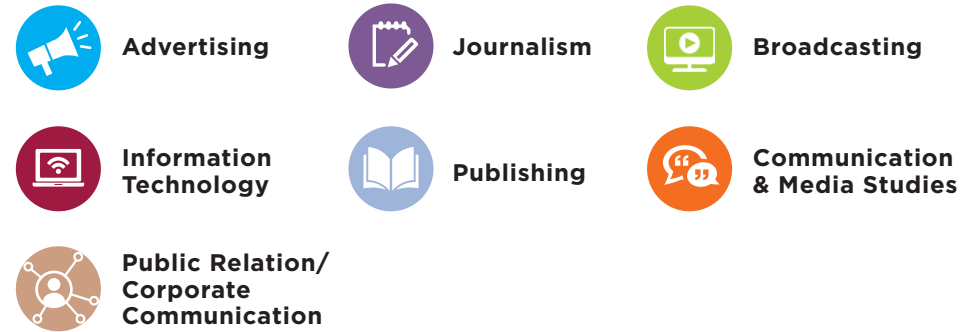 Advertising
Journalism
Broadcasting
Information
Technology
Publishing
Communication
& Media Studies
Public Relation/
Corporate
Communication